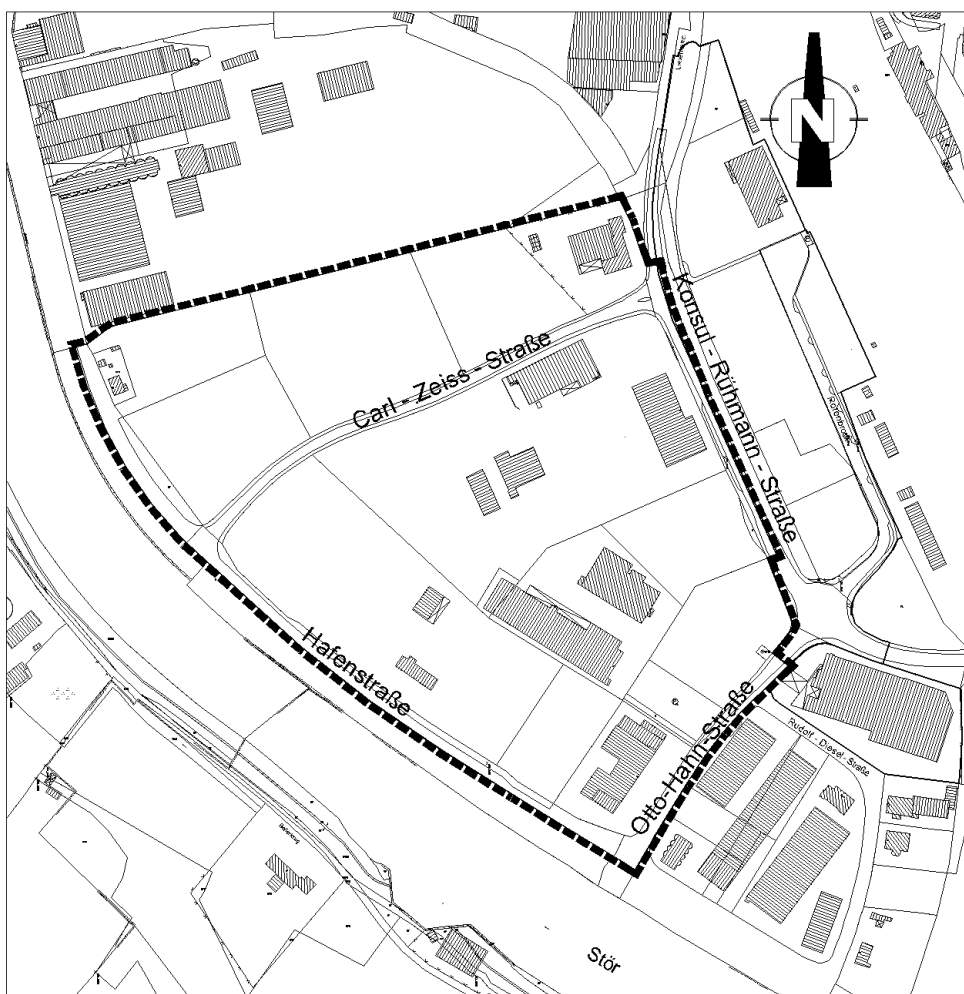 N
Konsul - Rühmann - Straße
Carl - Zeiss - Straße
Hafenstraße
Otto-Hahn-Straße
Rudolf - Diesel - Straße
Stör